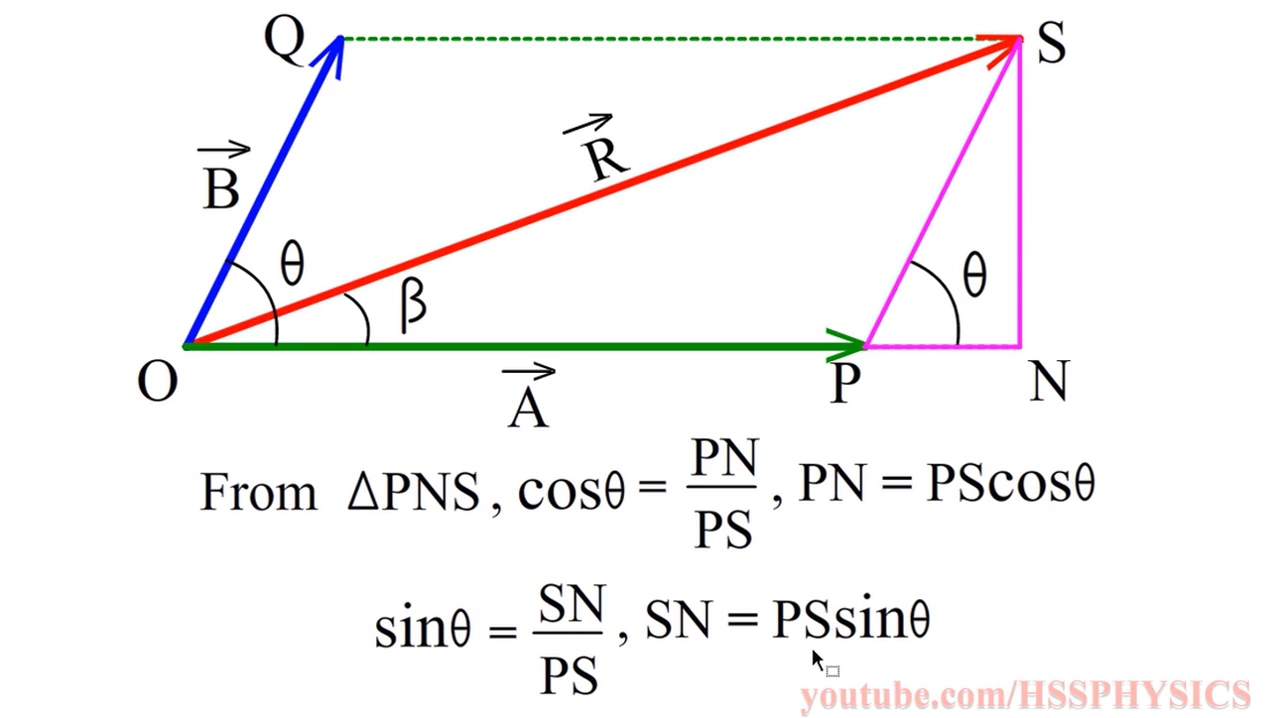 Q
S
R
B
θ
β
θ
O
A
P
N
From ΔPNS, cosθ = PN/PS, PN = PScosθ
sinθ = SN/PS, SN = PSsinθ
youtube.com/HSSPHYSICS